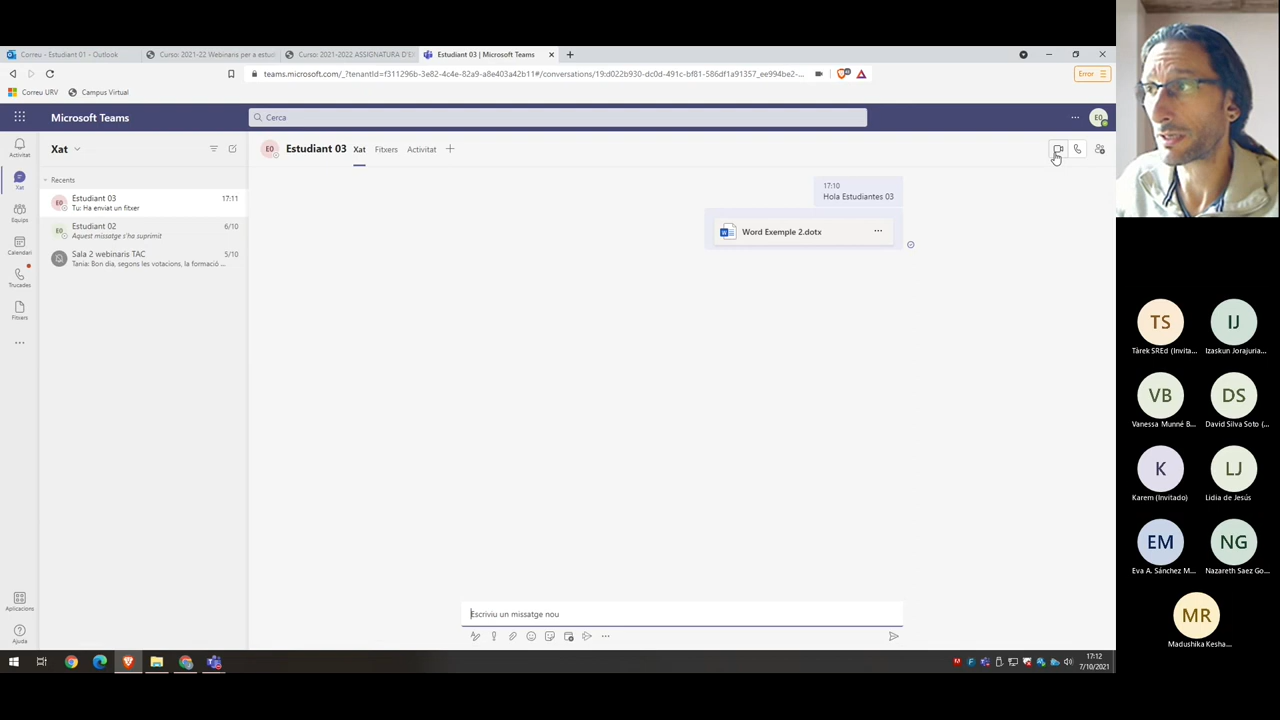 Correu - Estudiant 01 - Outlook
Curso: 2021-22 Webinars per a estud
Curso: 2021-2022 ASSIGNATURA D'E
Estudiant 03 | Microsoft Teams
teams.microsoft.com/_?tenantId=f311296b-3e82-4c4e-82a9-a8e403a42b11#/conversations/19:d022b930-dc0d-491c-bf81-586df1a91357_ee994be2-...
Error
Correu URV
Campus Virtual
Microsoft Teams
Cerca
E0
Activitat
Xat
Equips
Calendari
Trucades
Fitxers
Aplicacions
Ajuda
Xat
Recents
E0
Estudiant 03
17:11
Tu: Ha enviat un fitxer
E0
Estudiant 02
6/10
Aquest missatge s'ha suprimit
Sala 2 webinaris TAC
5/10
Tania: Bon dia, segons les votacions, la formació ...
E0
Estudiant 03
Xat
Fitxers
Activitat
17:10
Hola Estudiantes 03
Word Exemple 2.dotx
Escriviu un missatge nou
17:12
7/10/2021
TS
Tàrek SREd (Invita...
IJ
Izaskun Jorajuria...
VB
Vanessa Munné B...
DS
David Silva Soto (...
K
Karem (Invitado)
LJ
Lidia de Jesús
EM
Eva A. Sánchez M...
NG
Nazareth Saez Go...
MR
Madushika Kesha...